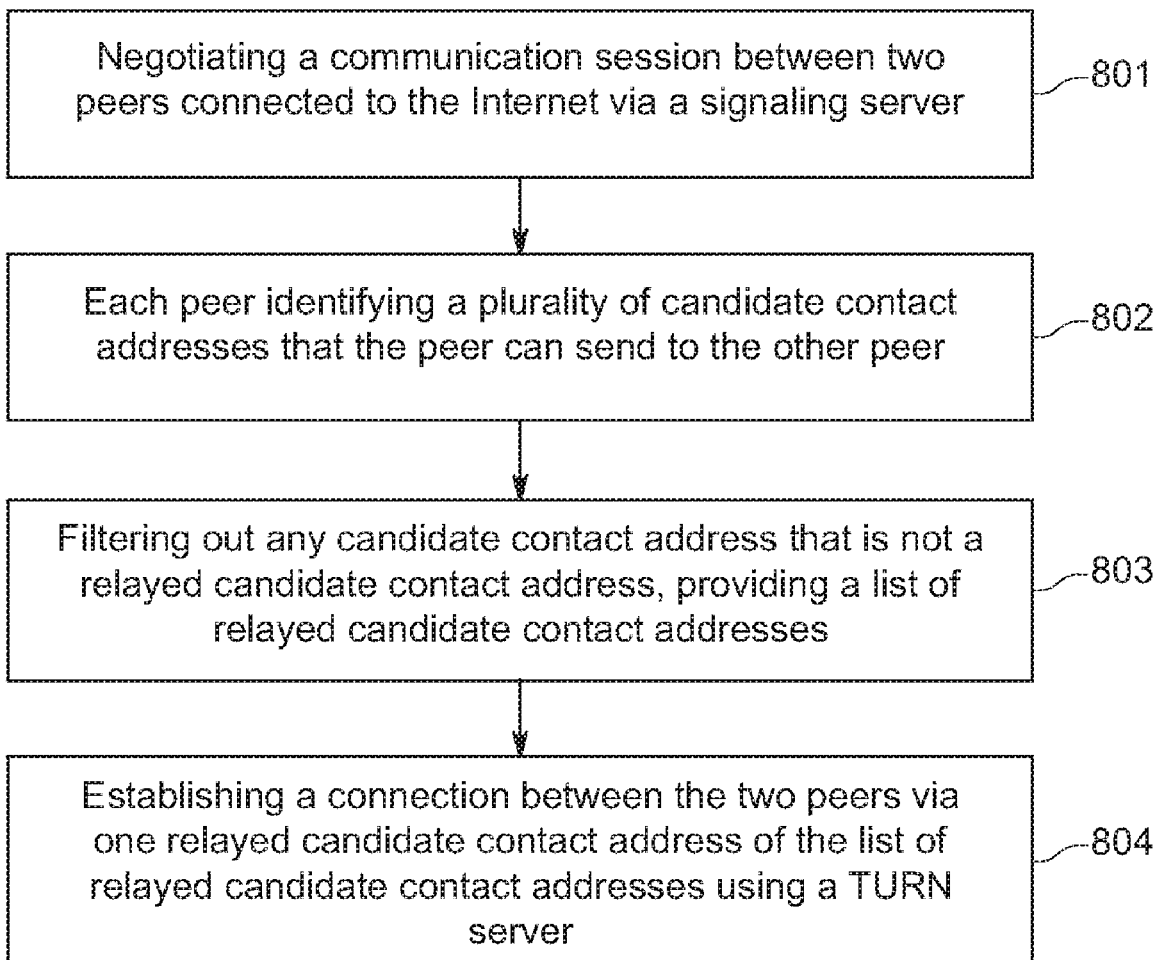 Negotiating a communication session between two
peers connected to the Internet via a signaling server
801
Each peer identifying a plurality of candidate contact
addresses that the peer can send to the other peer
802
Filtering out any candidate contact address that is not a
relayed candidate contact address, providing a list of
relayed candidate contact addresses
803
Establishing a connection between the two peers via
one relayed candidate contact address of the list of
relayed candidate contact addresses using a TURN
server
804